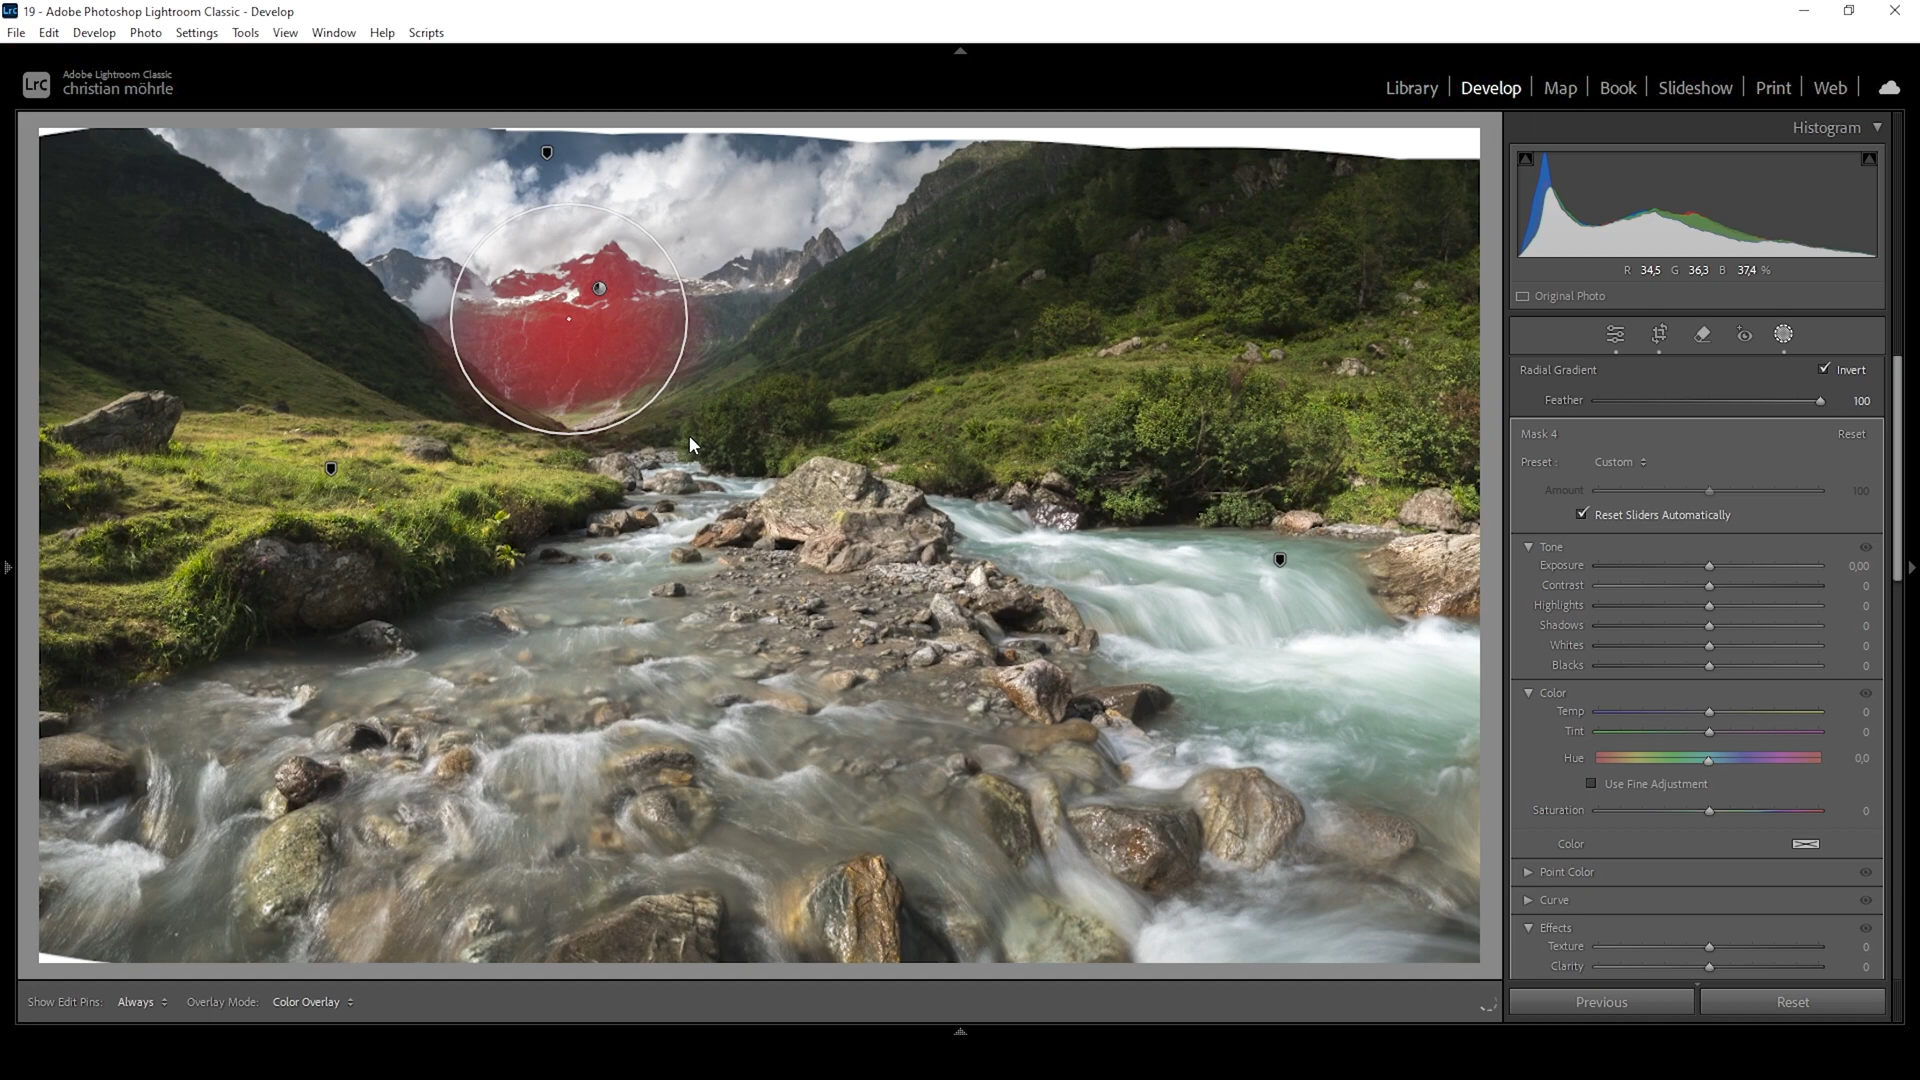 Lrc 19 - Adobe Photoshop Lightroom Classic - Develop
File Edit Develop Photo Settings Tools View Window Help Scripts
LrC Adobe Lightroom Classic
christian möhrle
Library Develop Map Book Slideshow Print Web
Histogram
R 34,5 G 36,3 B 37,4 %
Original Photo
Radial Gradient Invert
Feather 100
Mask 4 Reset
Preset : Custom
Amount 100
Reset Sliders Automatically
Tone
Exposure 0,00
Contrast 0
Highlights 0
Shadows 0
Whites 0
Blacks 0
Color
Temp 0
Tint 0
Hue 0,0
Use Fine Adjustment
Saturation 0
Color
Point Color
Curve
Effects
Texture 0
Clarity 0
Show Edit Pins: Always Overlay Mode: Color Overlay
Previous Reset